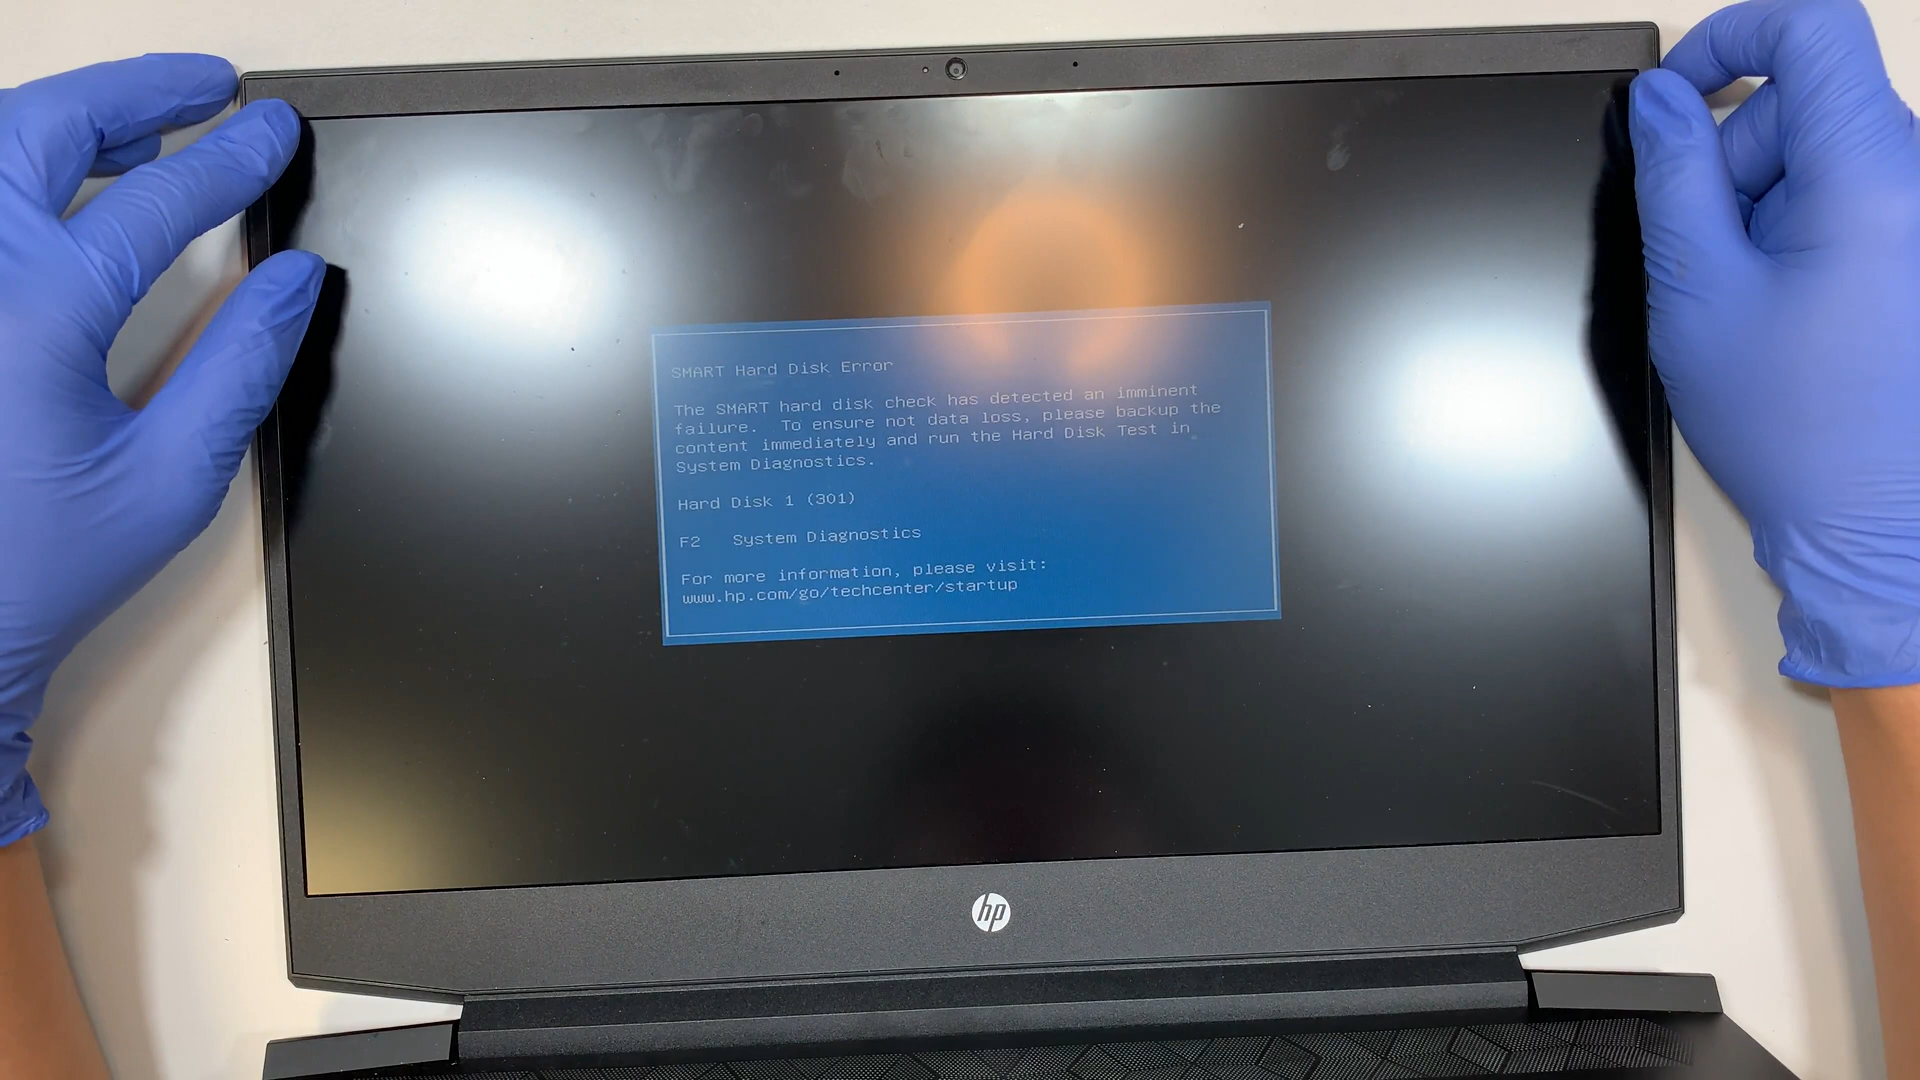 SMART Hard Disk Error
The SMART hard disk check has detected an imminent
failure.  To ensure not data loss, please backup the
content immediately and run the Hard Disk Test in
System Diagnostics.
Hard Disk 1 (301)
F2   System Diagnostics
For more information, please visit:
www.hp.com/go/techcenter/startup
hp